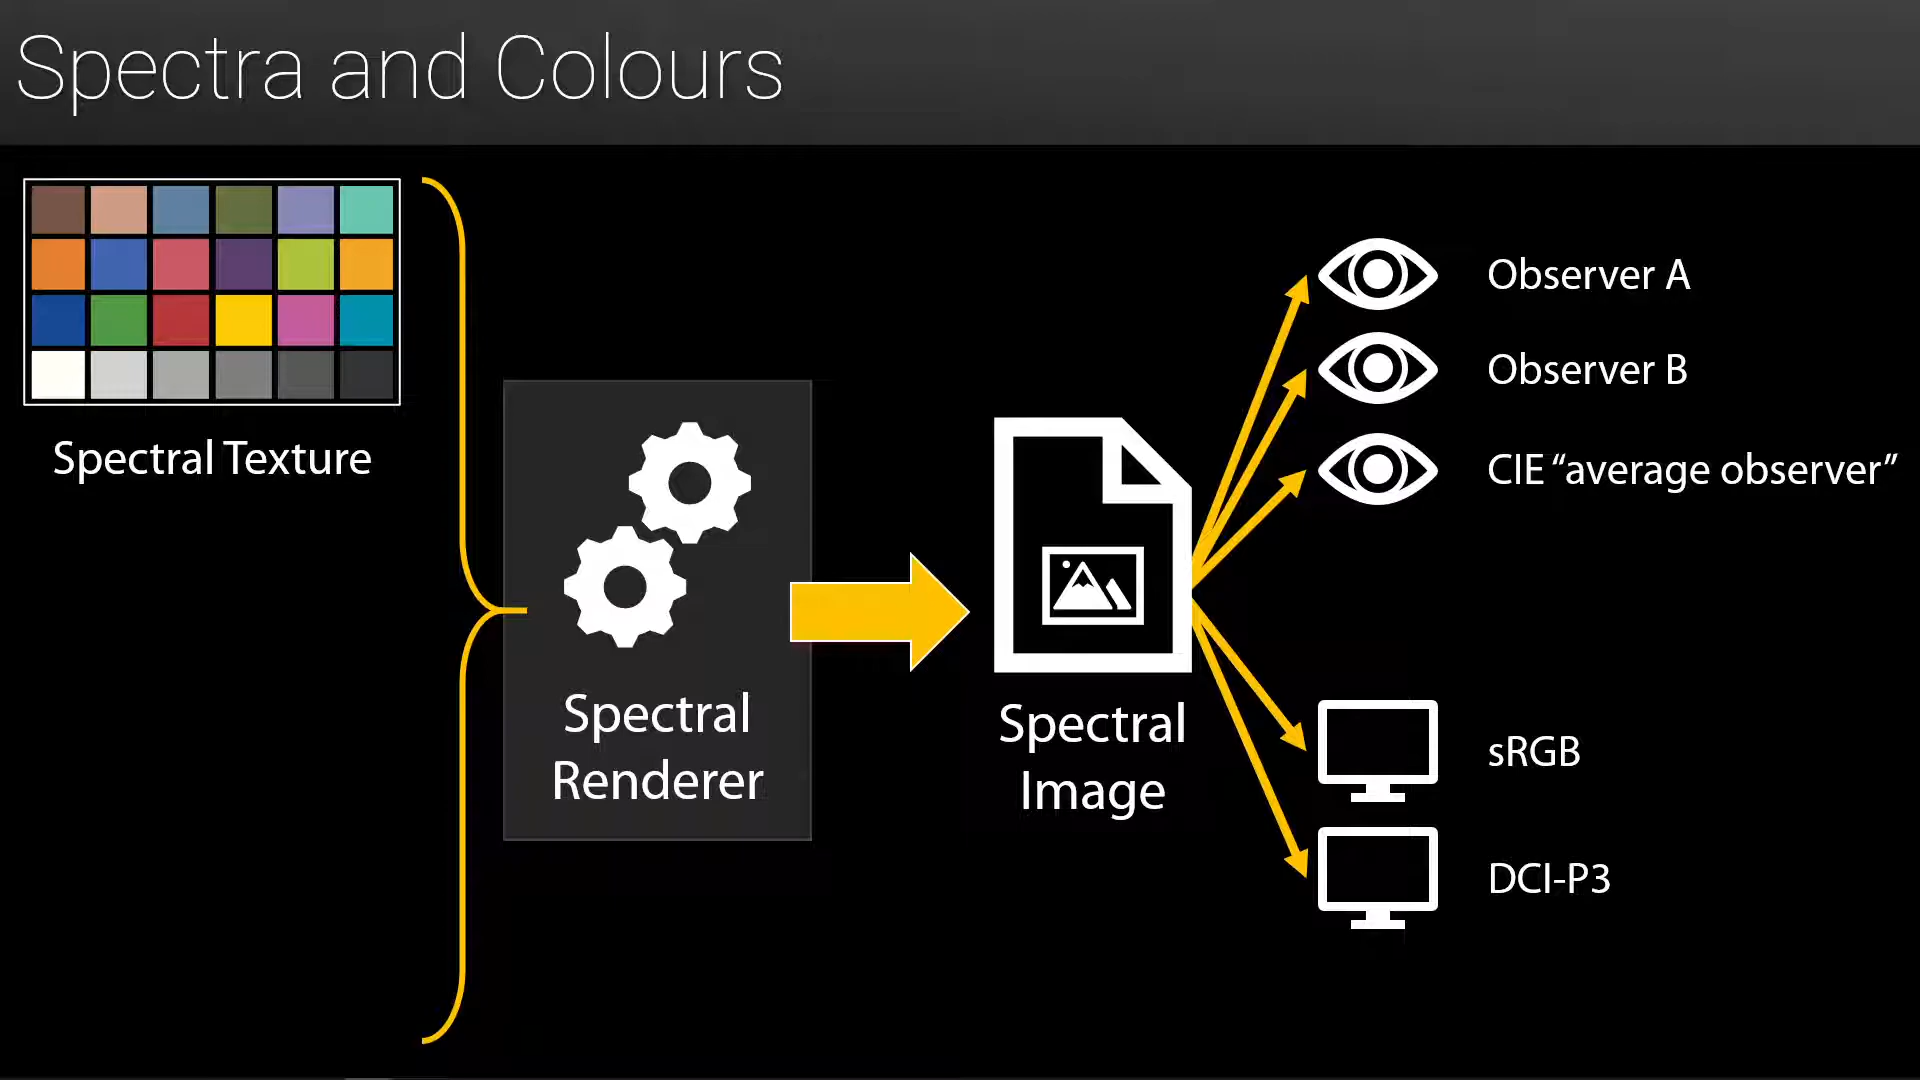 Spectra and Colours
Spectral Texture
Spectral
Renderer
Spectral
Image
Observer A
Observer B
CIE “average observer”
sRGB
DCI-P3